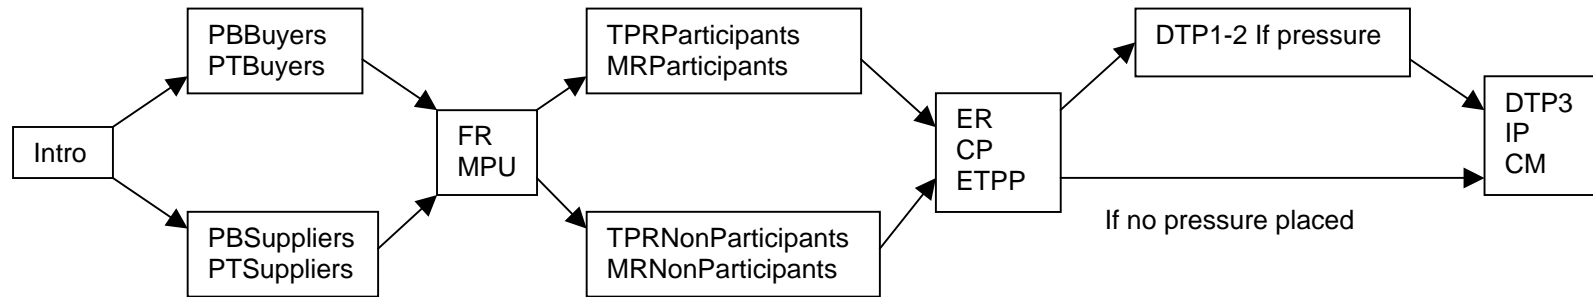 Intro
PBBuyers
PTBuyers
PBSuppliers
PTSuppliers
FR
MPU
TPRParticipants
MRParticipants
TPRNonParticipants
MRNonParticipants
ER
CP
ETPP
DTP1-2 If pressure
If no pressure placed
DTP3
IP
CM